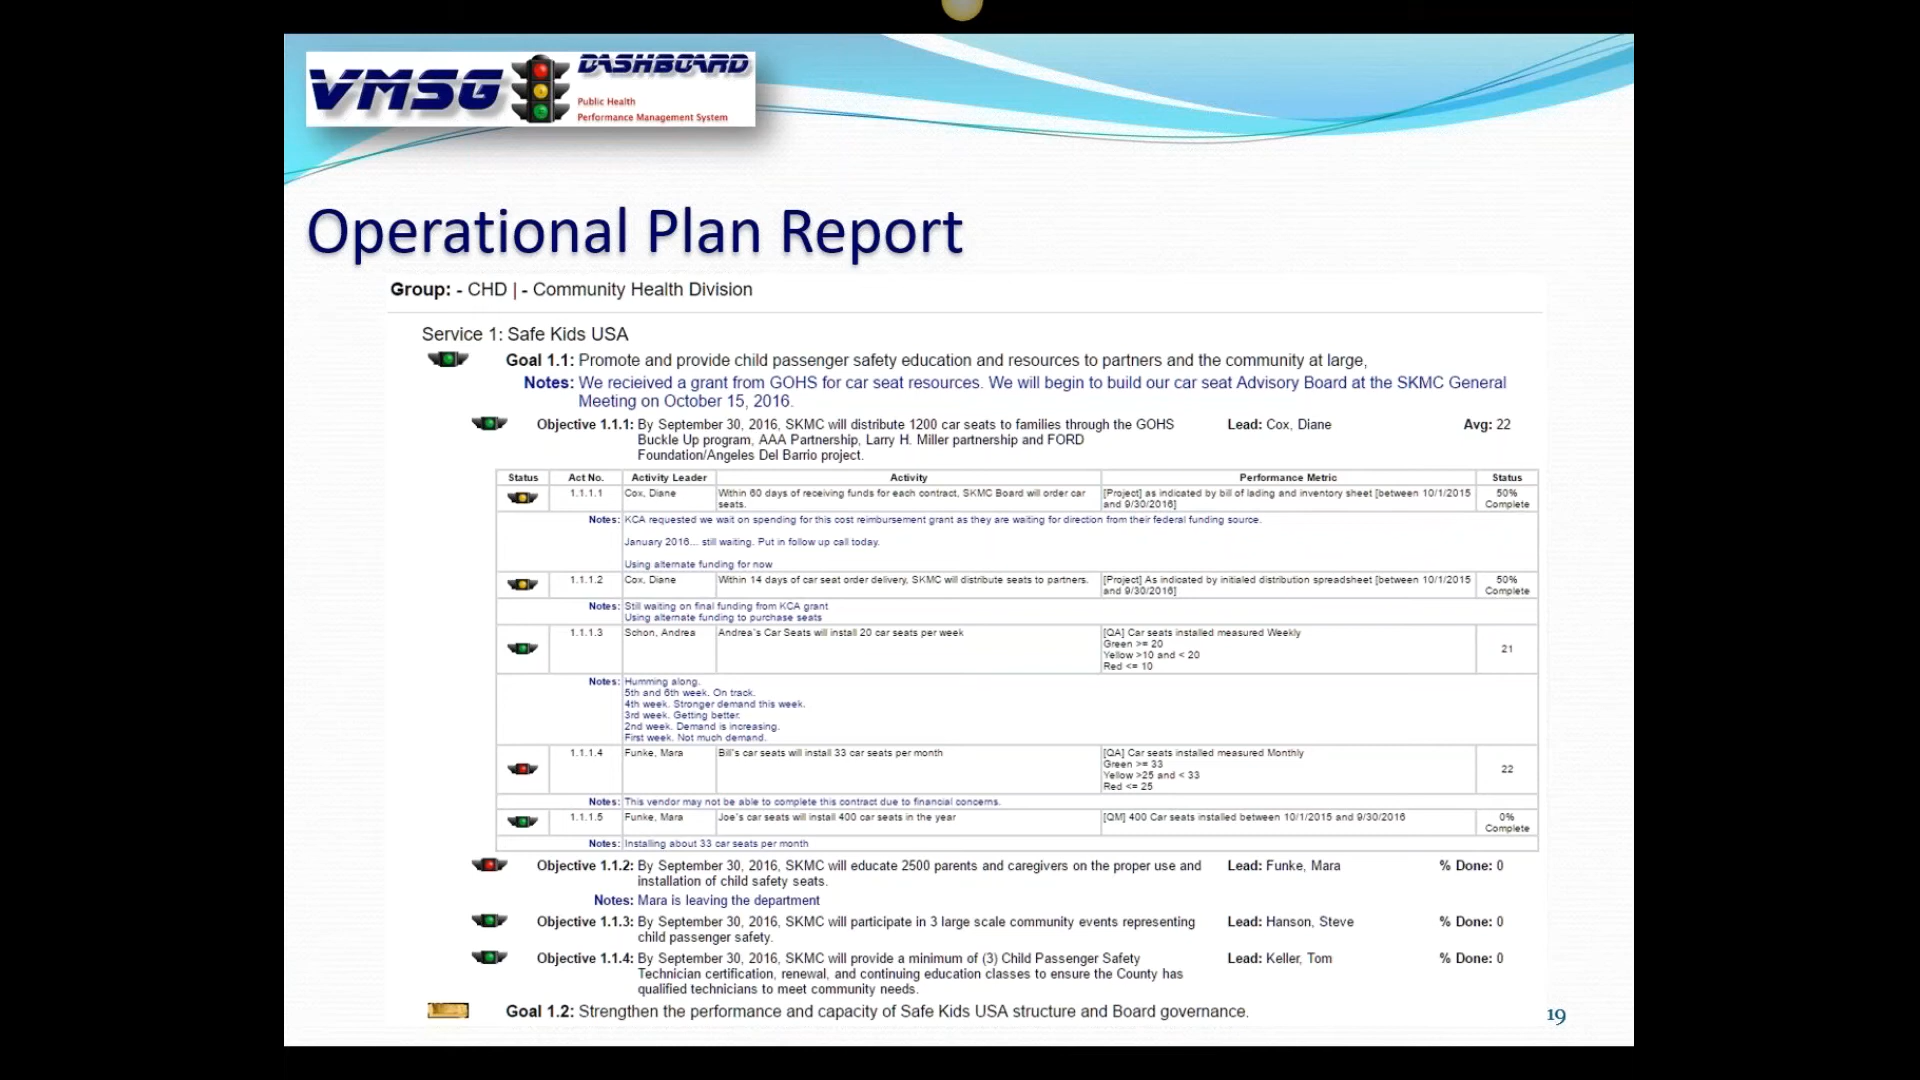 VMSG DASHBOARD
Public Health
Performance Management System
Operational Plan Report
Group: - CHD | - Community Health Division
Service 1: Safe Kids USA
Goal 1.1: Promote and provide child passenger safety education and resources to partners and the community at large,
Notes: We recieived a grant from GOHS for car seat resources. We will begin to build our car seat Advisory Board at the SKMC General
Meeting on October 15, 2016.
Objective 1.1.1: By September 30, 2016, SKMC will distribute 1200 car seats to families through the GOHS Lead: Cox, Diane Avg: 22
Buckle Up program, AAA Partnership, Larry H. Miller partnership and FORD
Foundation/Angeles Del Barrio project.
Status Act No. Activity Leader Activity Performance Metric Status
1.1.1.1 Cox, Diane Within 60 days of receiving funds for each contract, SKMC Board will order car [Project] as indicated by bill of lading and inventory sheet [between 10/1/2015 50%
seats. and 9/30/2016] Complete
Notes: KCA requested we wait on spending for this cost reimbursement grant as they are waiting for direction from their federal funding source.
January 2016... still waiting. Put in follow up call today.
Using alternate funding for now
1.1.1.2 Cox, Diane Within 14 days of car seat order delivery, SKMC will distribute seats to partners. [Project] As indicated by initialed distribution spreadsheet [between 10/1/2015 50%
and 9/30/2016] Complete
Notes: Still waiting on final funding from KCA grant
Using alternate funding to purchase seats
1.1.1.3 Schon, Andrea Andrea's Car Seats will install 20 car seats per week [QA] Car seats installed measured Weekly
Green >= 20
21
Yellow >10 and < 20
Red <= 10
Notes: Humming along.
5th and 6th week. On track.
4th week. Stronger demand this week.
3rd week. Getting better.
2nd week. Demand is increasing.
First week. Not much demand.
1.1.1.4 Funke, Mara Bill's car seats will install 33 car seats per month [QA] Car seats installed measured Monthly
Green >= 33
22
Yellow >25 and < 33
Red <= 25
Notes: This vendor may not be able to complete this contract due to financial concerns.
1.1.1.5 Funke, Mara Joe's car seats will install 400 car seats in the year [QM] 400 Car seats installed between 10/1/2015 and 9/30/2016 0%
Complete
Notes: Installing about 33 car seats per month
Objective 1.1.2: By September 30, 2016, SKMC will educate 2500 parents and caregivers on the proper use and Lead: Funke, Mara % Done: 0
installation of child safety seats.
Notes: Mara is leaving the department
Objective 1.1.3: By September 30, 2016, SKMC will participate in 3 large scale community events representing Lead: Hanson, Steve % Done: 0
child passenger safety.
Objective 1.1.4: By September 30, 2016, SKMC will provide a minimum of (3) Child Passenger Safety Lead: Keller, Tom % Done: 0
Technician certification, renewal, and continuing education classes to ensure the County has
qualified technicians to meet community needs.
Goal 1.2: Strengthen the performance and capacity of Safe Kids USA structure and Board governance.
19